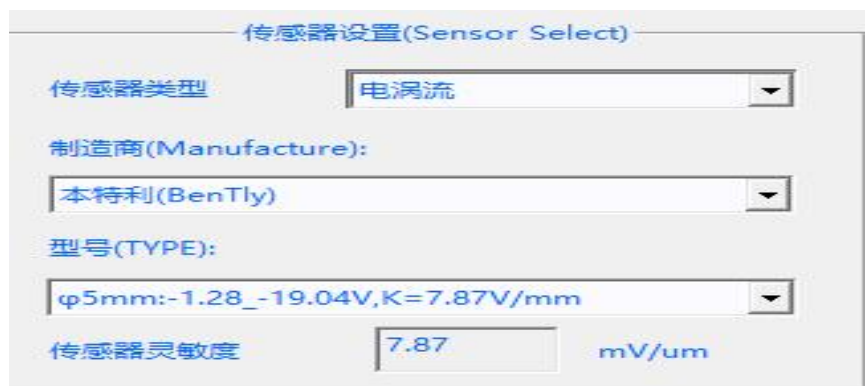 传感器设置(Sensor Select)
传感器类型 电涡流
制造商(Manufacture):
本特利(BenTly)
型号(TYPE):
φ5mm:-1.28_-19.04V,K=7.87V/mm
传感器灵敏度 7.87 mV/um